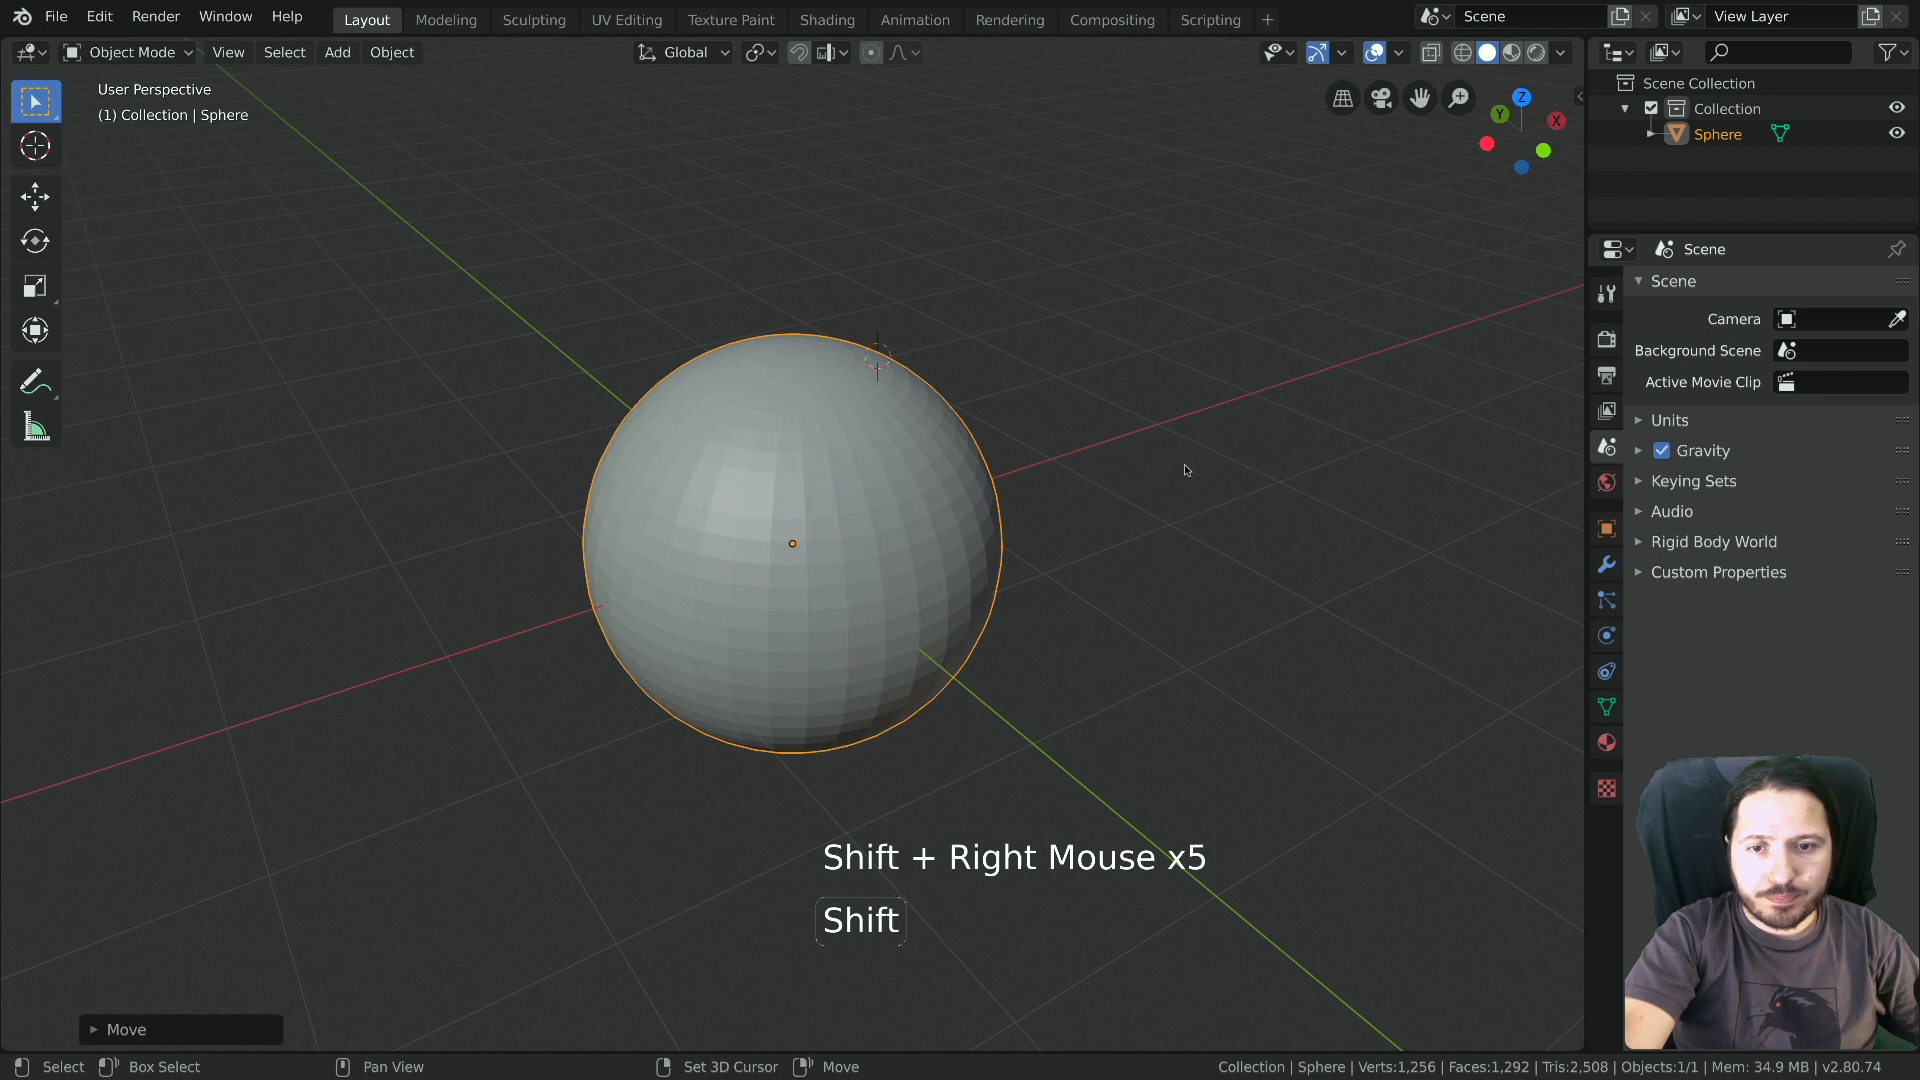 File Edit Render Window Help
Layout Modeling Sculpting UV Editing Texture Paint Shading Animation Rendering Compositing Scripting +
Scene
View Layer
Object Mode View Select Add Object
Global
User Perspective
(1) Collection | Sphere
Z
Y
X
Scene Collection
Collection
Sphere
Scene
Scene
Camera
Background Scene
Active Movie Clip
Units
Gravity
Keying Sets
Audio
Rigid Body World
Custom Properties
Shift + Right Mouse x5
Shift
Move
Select Box Select Pan View Set 3D Cursor Move
Collection | Sphere | Verts:1,256 | Faces:1,292 | Tris:2,508 | Objects:1/1 | Mem: 34.9 MB | v2.80.74